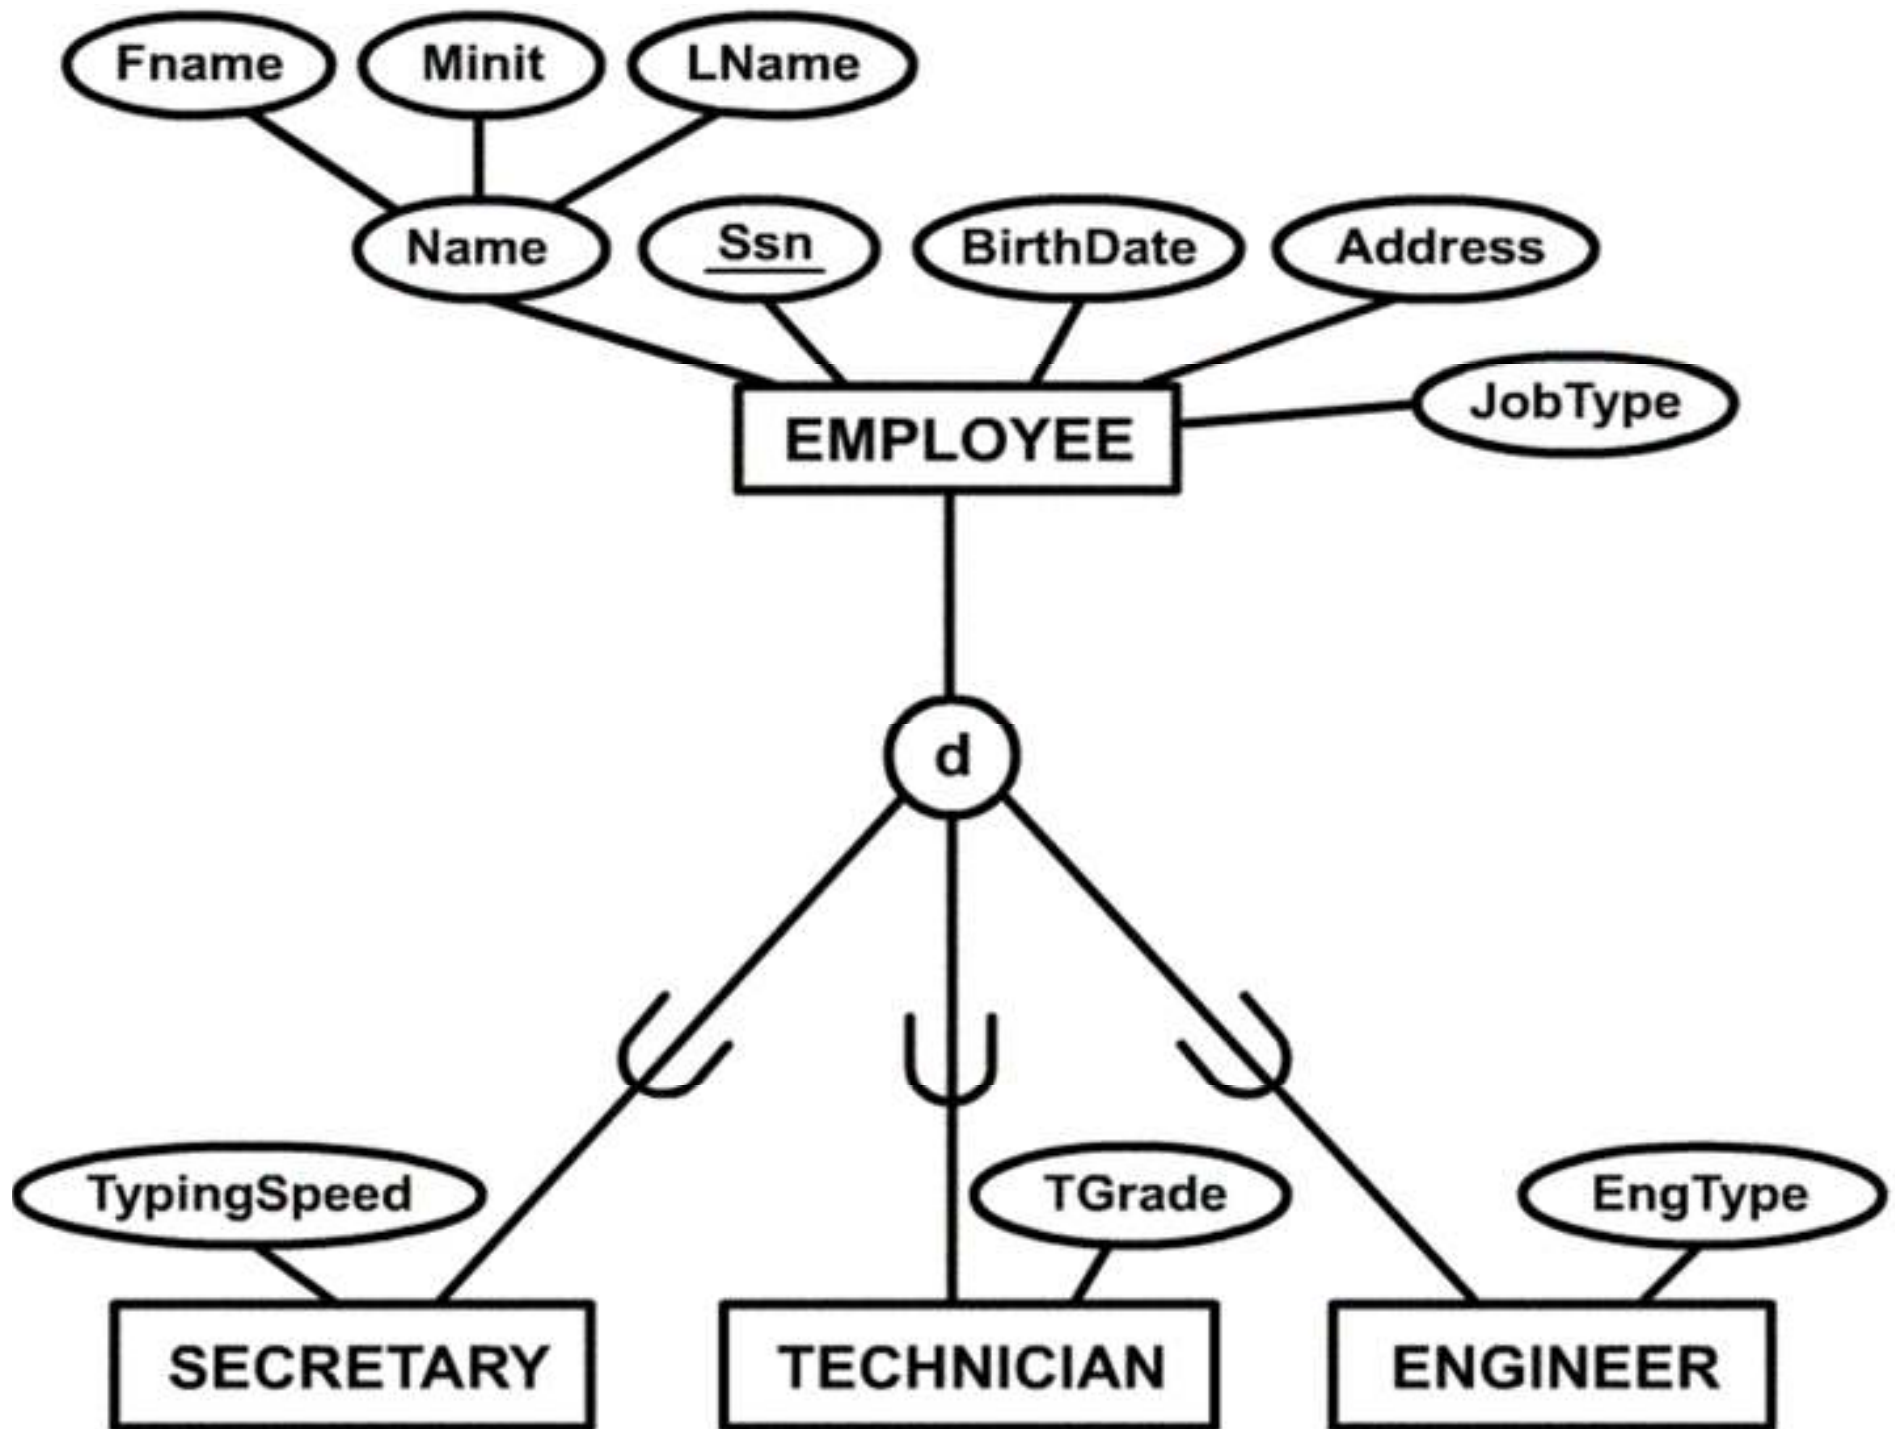 Fname Minit LName
Name Ssn BirthDate Address
JobType
EMPLOYEE
d
TypingSpeed TGrade EngType
SECRETARY TECHNICIAN ENGINEER